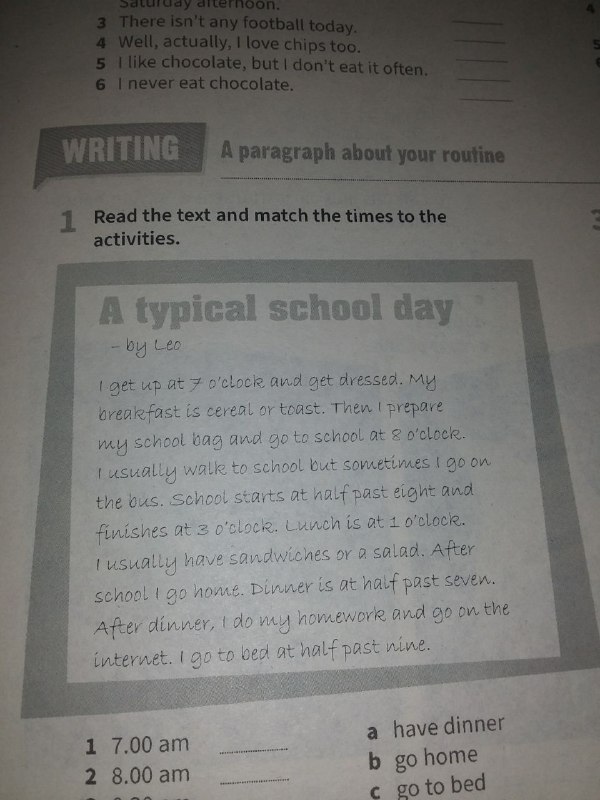 Saturday afternoon.
3 There isn't any football today.
4 Well, actually, I love chips too.
5 I like chocolate, but I don't eat it often.
6 I never eat chocolate.
4
WRITING A paragraph about your routine
1 Read the text and match the times to the
activities.
A typical school day
- by Leo
I get up at 7 o'clock and get dressed. My
breakfast is cereal or toast. Then I prepare
my school bag and go to school at 8 o'clock.
I usually walk to school but sometimes I go on
the bus. School starts at half past eight and
finishes at 3 o'clock. Lunch is at 1 o'clock.
I usually have sandwiches or a salad. After
school I go home. Dinner is at half past seven.
After dinner, I do my homework and go on the
internet. I go to bed at half past nine.
1 7.00 am
2 8.00 am
a have dinner
b go home
c go to bed